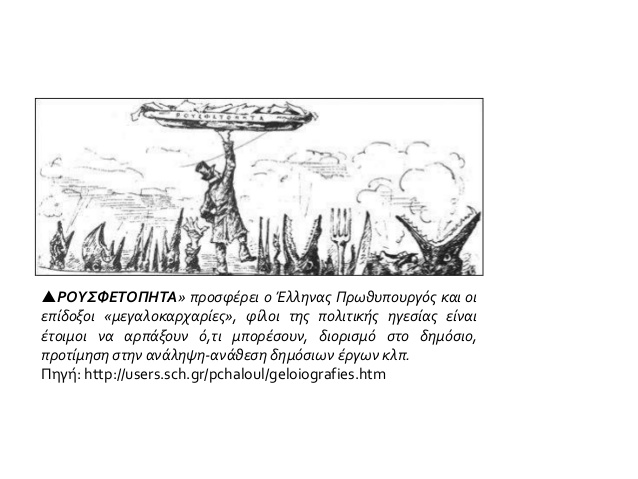 ΡΟΥΣΦΕΤΟΠΗΤΑ
▲ΡΟΥΣΦΕΤΟΠΗΤΑ» προσφέρει ο Έλληνας Πρωθυπουργός και οι
επίδοξοι «μεγαλοκαρχαρίες», φίλοι της πολιτικής ηγεσίας είναι
έτοιμοι να αρπάξουν ό,τι μπορέσουν, διορισμό στο δημόσιο,
προτίμηση στην ανάληψη-ανάθεση δημόσιων έργων κλπ.
Πηγή: http://users.sch.gr/pchaloul/geloiografies.htm